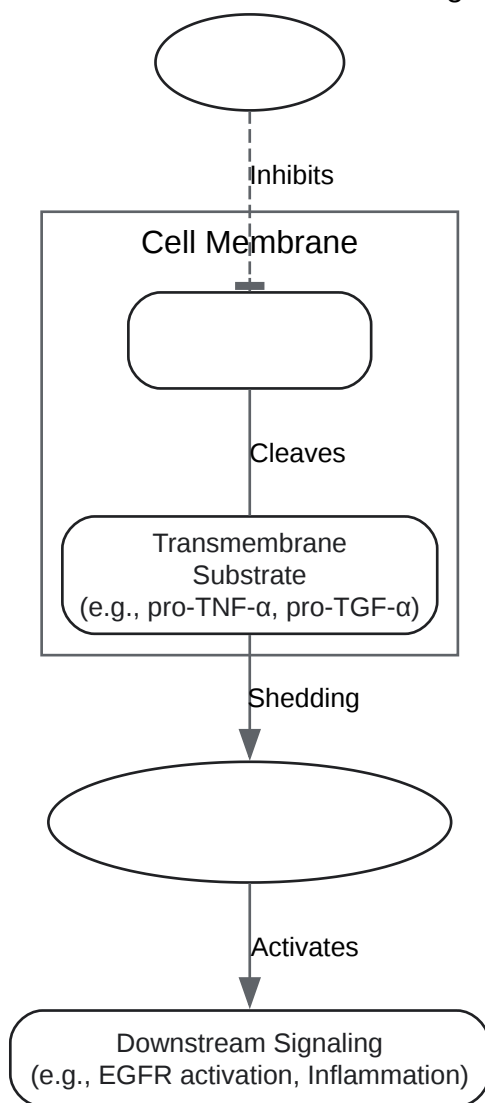 Inhibits
Cell Membrane
Cleaves
Transmembrane
Substrate
(e.g., pro-TNF-α, pro-TGF-α)
Shedding
Activates
Downstream Signaling
(e.g., EGFR activation, Inflammation)